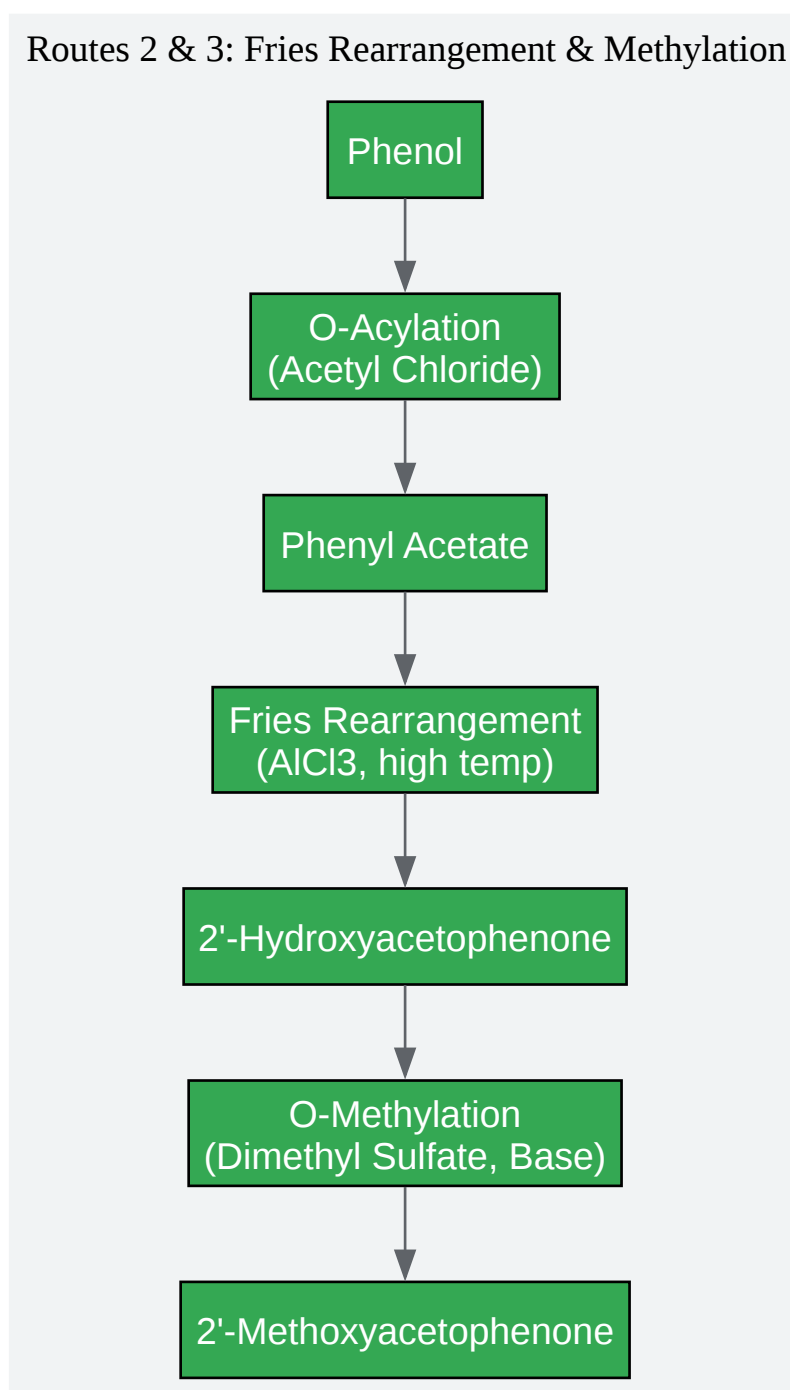 Routes 2 & 3: Fries Rearrangement & Methylation
Phenol
O-Acylation
(Acetyl Chloride)
Phenyl Acetate
Fries Rearrangement
(AlCl3, high temp)
2'-Hydroxyacetophenone
O-Methylation
(Dimethyl Sulfate, Base)
2'-Methoxyacetophenone